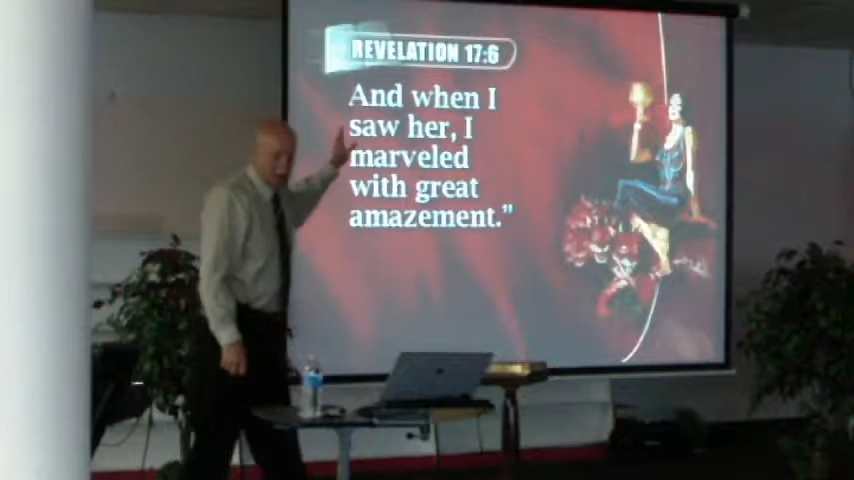 REVELATION 17:6
And when I
saw her, I
marveled
with great
amazement."